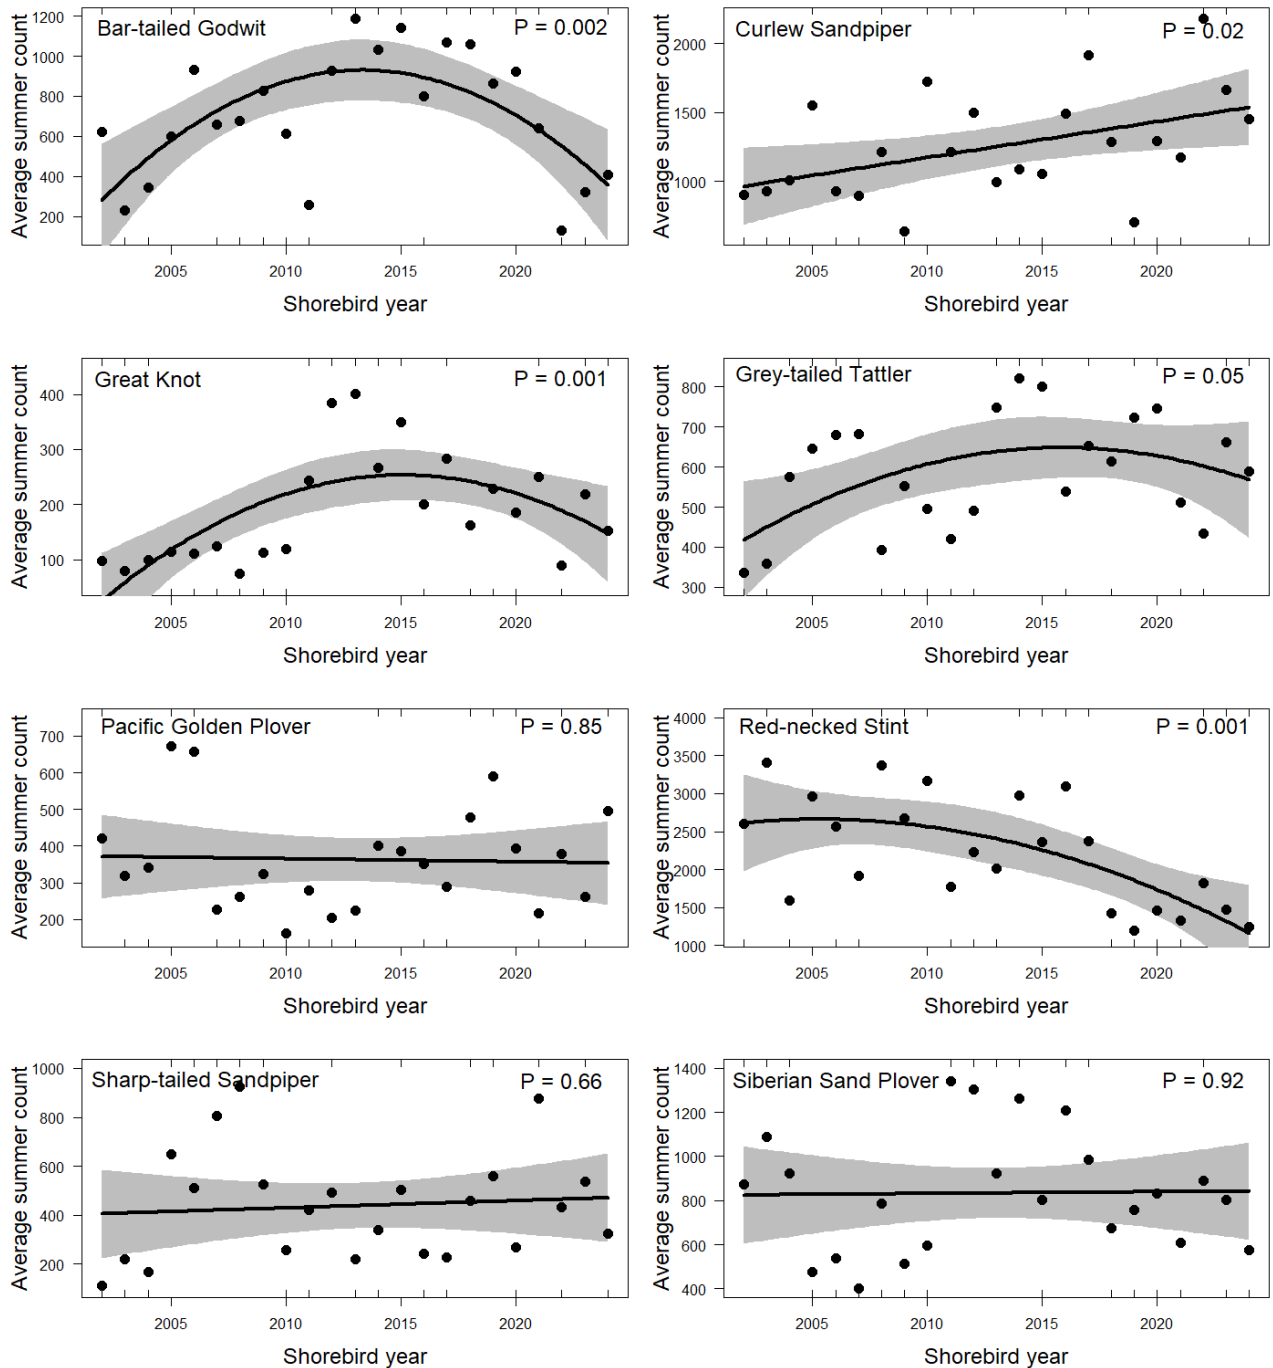 Bar-tailed Godwit
P = 0.002
Average summer count
1200
1000
800
600
400
200
2005 2010 2015 2020
Shorebird year
Curlew Sandpiper
P = 0.02
Average summer count
2000
1500
1000
2005 2010 2015 2020
Shorebird year
Great Knot
P = 0.001
Average summer count
400
300
200
100
2005 2010 2015 2020
Shorebird year
Grey-tailed Tattler
P = 0.05
Average summer count
800
700
600
500
400
300
2005 2010 2015 2020
Shorebird year
Pacific Golden Plover
P = 0.85
Average summer count
700
600
500
400
300
200
2005 2010 2015 2020
Shorebird year
Red-necked Stint
P = 0.001
Average summer count
4000
3500
3000
2500
2000
1500
1000
2005 2010 2015 2020
Shorebird year
Sharp-tailed Sandpiper
P = 0.66
Average summer count
1000
800
600
400
200
2005 2010 2015 2020
Shorebird year
Siberian Sand Plover
P = 0.92
Average summer count
1400
1200
1000
800
600
400
2005 2010 2015 2020
Shorebird year